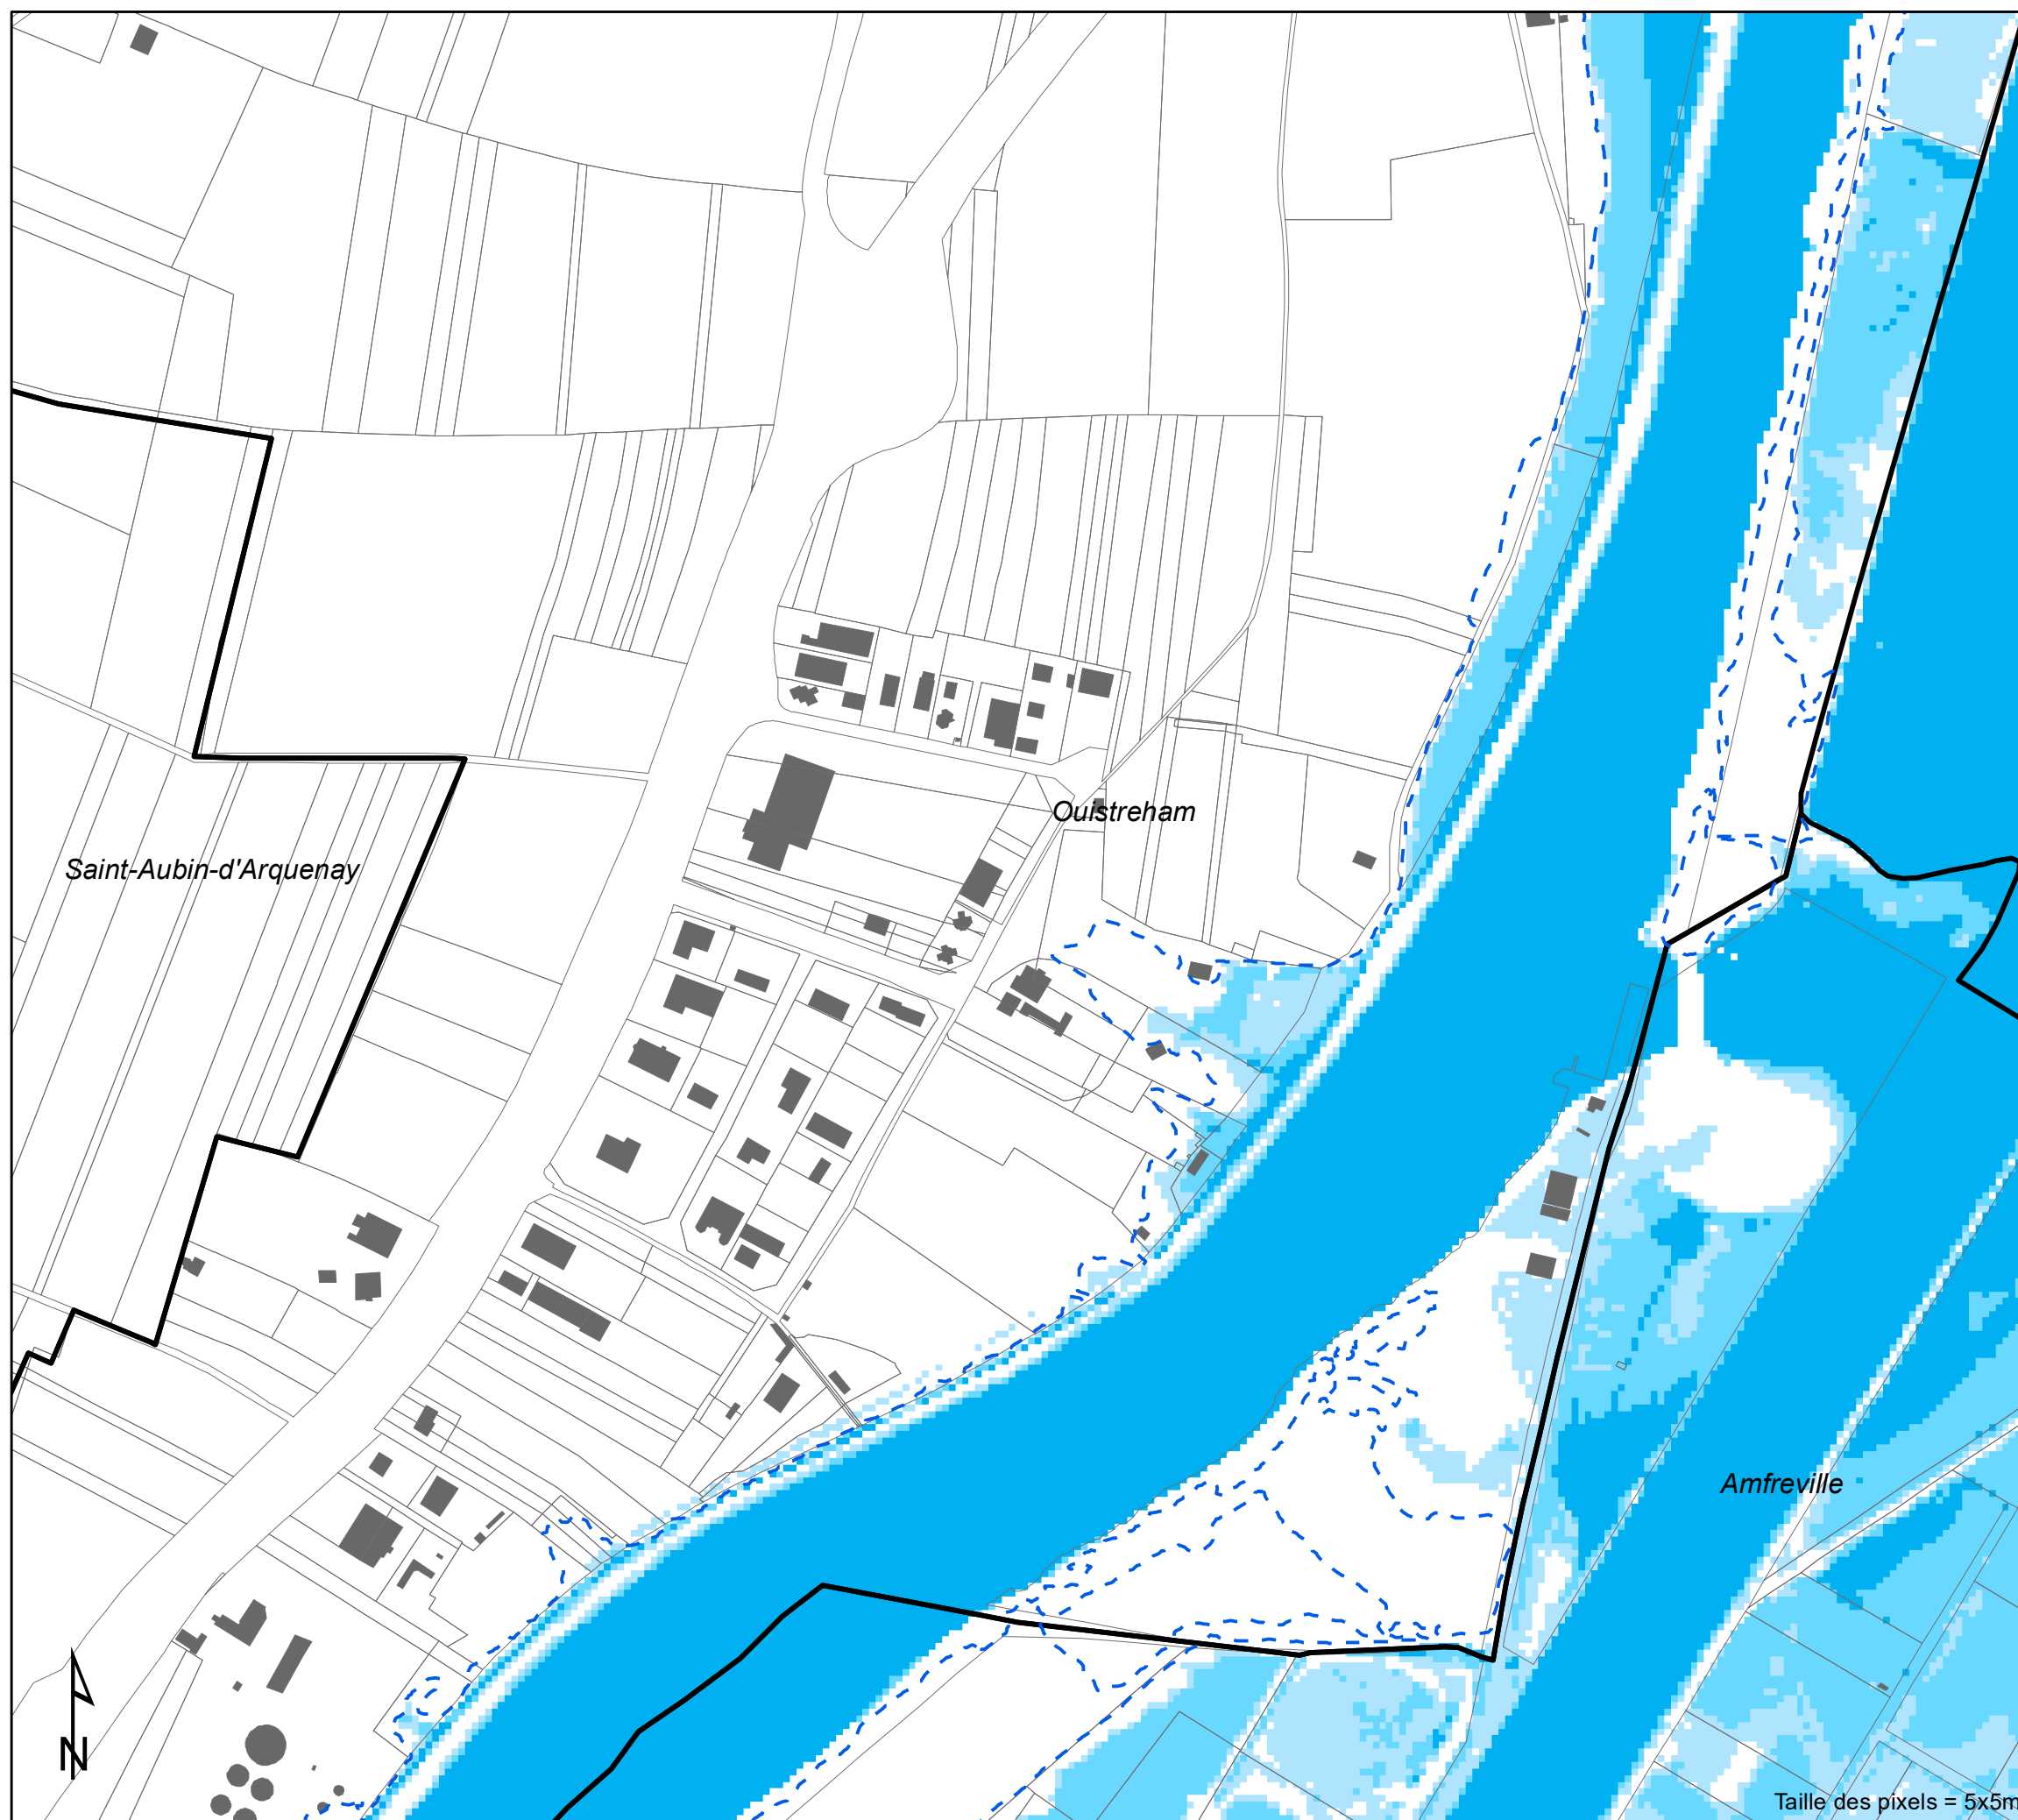 Ouistreham
Saint-Aubin-d'Arquenay
Amfreville
N
Taille des pixels = 5x5m